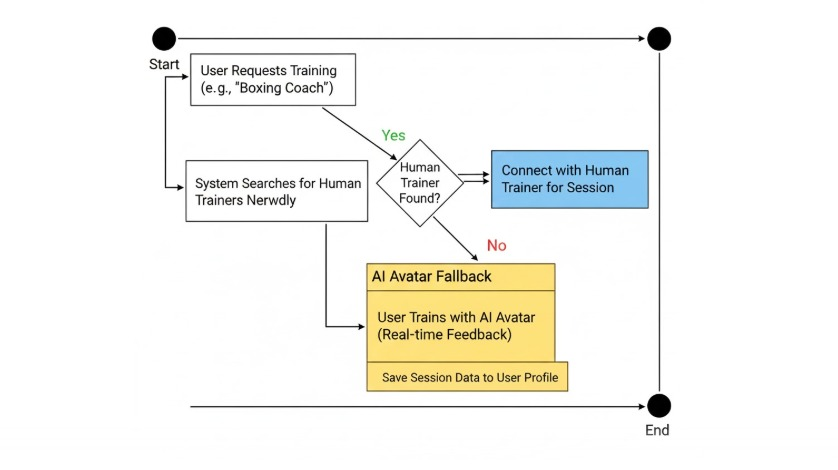 Start
User Requests Training
(e.g., "Boxing Coach")
Yes
System Searches for Human
Trainers Nerwdly
Human
Trainer
Found?
Connect with Human
Trainer for Session
No
AI Avatar Fallback
User Trains with AI Avatar
(Real-time Feedback)
Save Session Data to User Profile
End